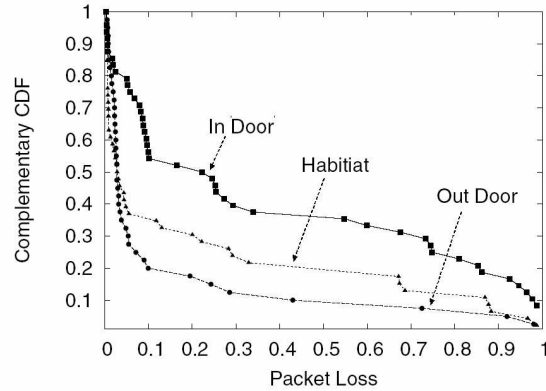 Complementary CDF
1
0.9
0.8
0.7
0.6
0.5
0.4
0.3
0.2
0.1
In Door
Habitiat
Out Door
0 0.1 0.2 0.3 0.4 0.5 0.6 0.7 0.8 0.9 1
Packet Loss